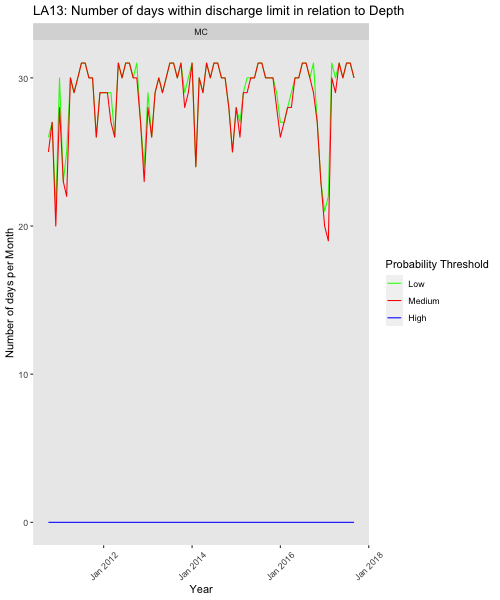 LA13: Number of days within discharge limit in relation to Depth
MC
30
20
10
0
Number of days per Month
Jan 2012
Jan 2014
Jan 2016
Jan 2018
Year
Probability Threshold
Low
Medium
High